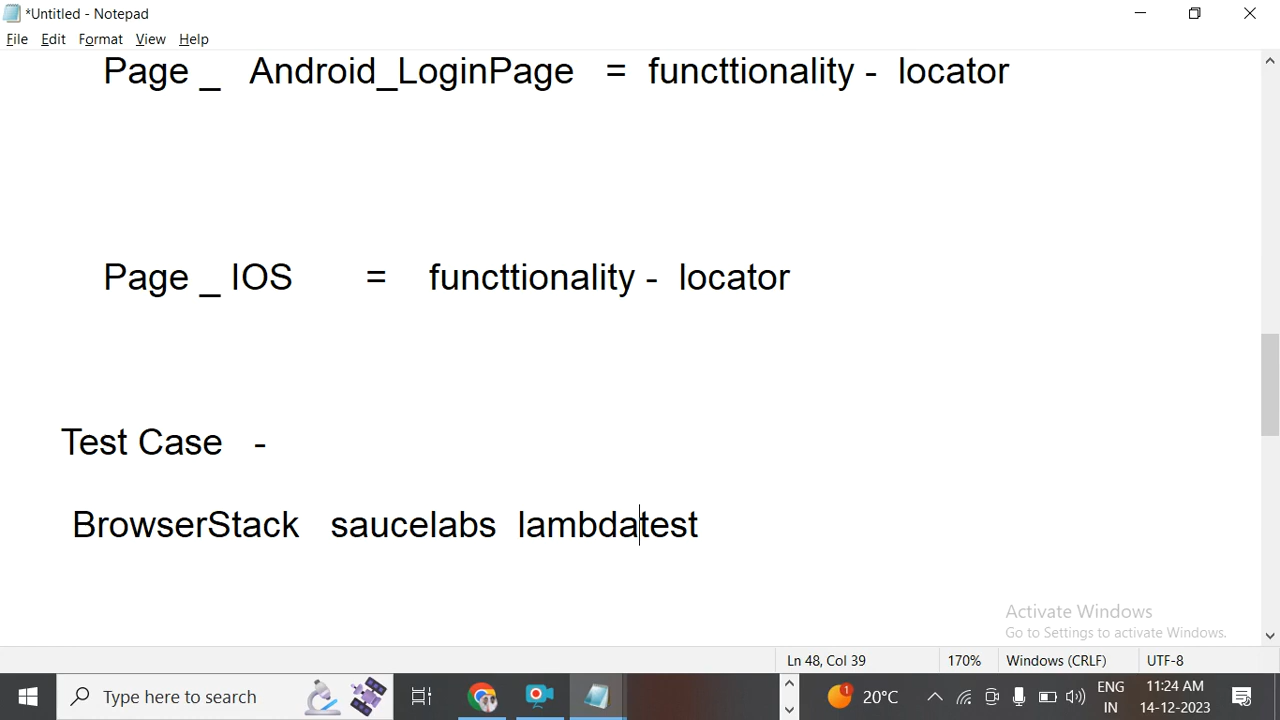 *Untitled - Notepad
File Edit Format View Help
Page _ Android_LoginPage = functtionality - locator
Page _ IOS = functtionality - locator
Test Case -
BrowserStack saucelabs lambdatest
Activate Windows
Go to Settings to activate Windows.
Ln 48, Col 39 170% Windows (CRLF) UTF-8
Type here to search 1 20°C ENG 11:24 AM
IN 14-12-2023